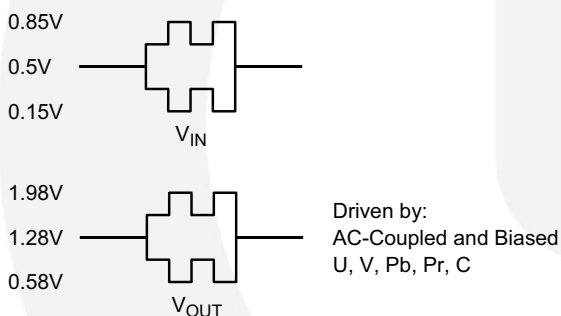 0.85V
0.5V
0.15V
VIN
1.98V
1.28V
0.58V
VOUT
Driven by:
AC-Coupled and Biased
U, V, Pb, Pr, C